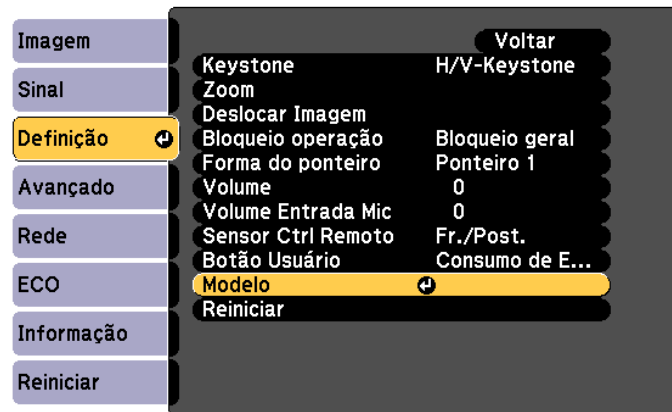 Imagem
Sinal
Definição
Avançado
Rede
ECO
Informação
Reiniciar
Voltar
Keystone H/V-Keystone
Zoom
Deslocar Imagem
Bloqueio operação Bloqueio geral
Forma do ponteiro Ponteiro 1
Volume 0
Volume Entrada Mic 0
Sensor Ctrl Remoto Fr./Post.
Botão Usuário Consumo de E...
Modelo
Reiniciar